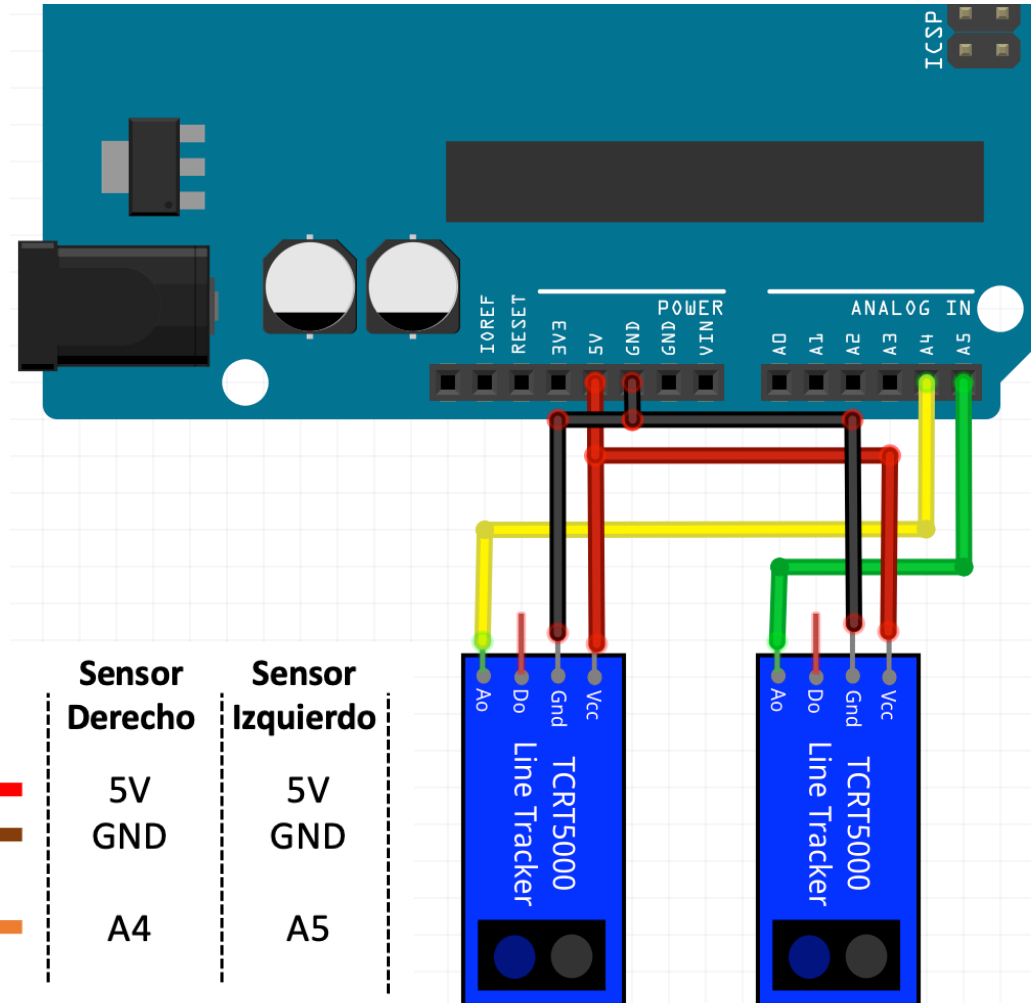 ICSP
POWER
ANALOG IN
IOREF
RESET
3V3
5V
GND
GND
VIN
A0
A1
A2
A3
A4
A5
Sensor Derecho
Sensor Izquierdo
5V
5V
GND
GND
A4
A5
Ao
Do
Gnd
Vcc
TCRT5000
Line Tracker
Ao
Do
Gnd
Vcc
TCRT5000
Line Tracker